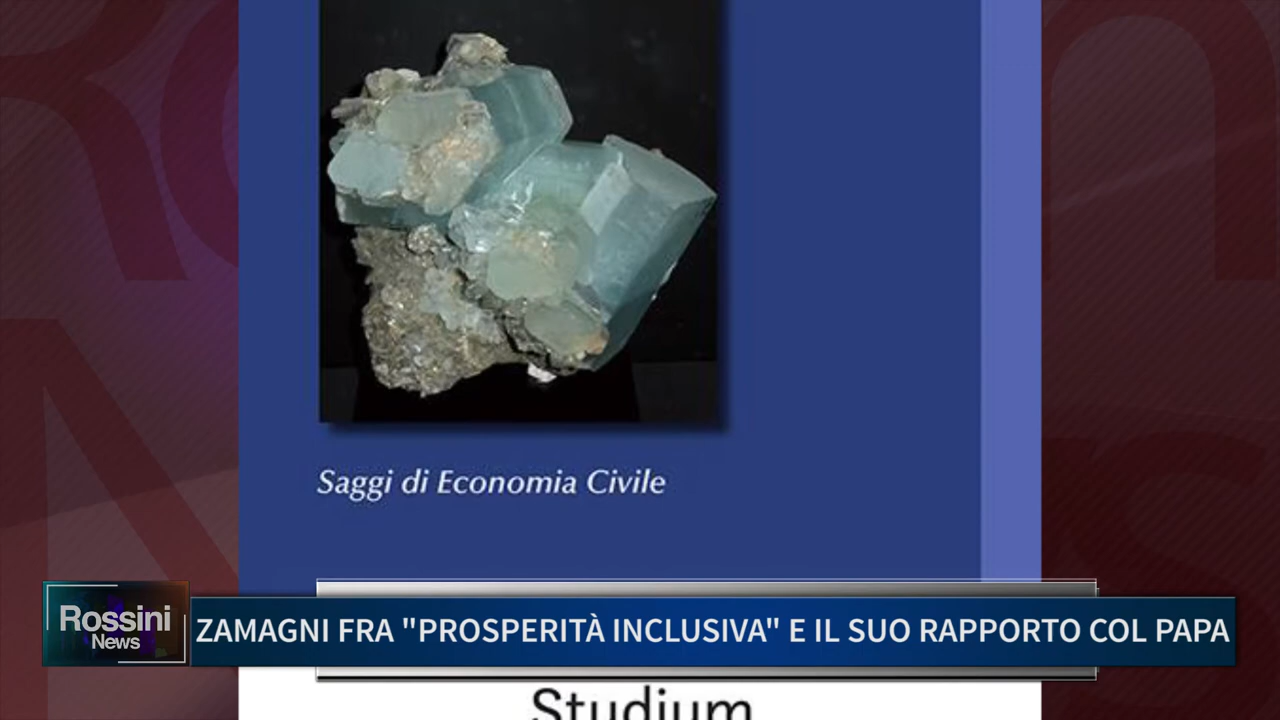 Saggi di Economia Civile
Rossini
News
ZAMAGNI FRA "PROSPERITÀ INCLUSIVA" E IL SUO RAPPORTO COL PAPA
Studium